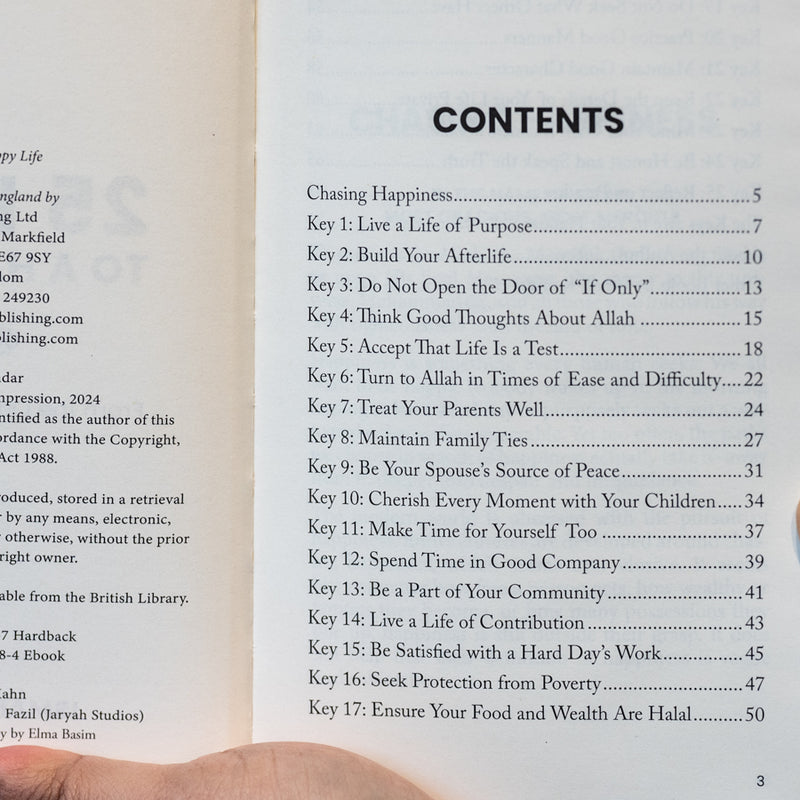 ppy Life
ngland by
ng Ltd
Markfield
E67 9SY
dom
249230
blishing.com
blishing.com
dar
mpression, 2024
ntified as the author of this
ordance with the Copyright,
Act 1988.
roduced, stored in a retrieval
by any means, electronic,
otherwise, without the prior
right owner.
able from the British Library.
7 Hardback
8-4 Ebook
Kahn
Fazil (Jaryah Studios)
y by Elma Basim
CONTENTS
Chasing Happiness.....5
Key 1: Live a Life of Purpose.....7
Key 2: Build Your Afterlife.....10
Key 3: Do Not Open the Door of “If Only”.....13
Key 4: Think Good Thoughts About Allah.....15
Key 5: Accept That Life Is a Test.....18
Key 6: Turn to Allah in Times of Ease and Difficulty....22
Key 7: Treat Your Parents Well.....24
Key 8: Maintain Family Ties.....27
Key 9: Be Your Spouse’s Source of Peace.....31
Key 10: Cherish Every Moment with Your Children.....34
Key 11: Make Time for Yourself Too.....37
Key 12: Spend Time in Good Company.....39
Key 13: Be a Part of Your Community.....41
Key 14: Live a Life of Contribution.....43
Key 15: Be Satisfied with a Hard Day’s Work.....45
Key 16: Seek Protection from Poverty.....47
Key 17: Ensure Your Food and Wealth Are Halal.....50
3